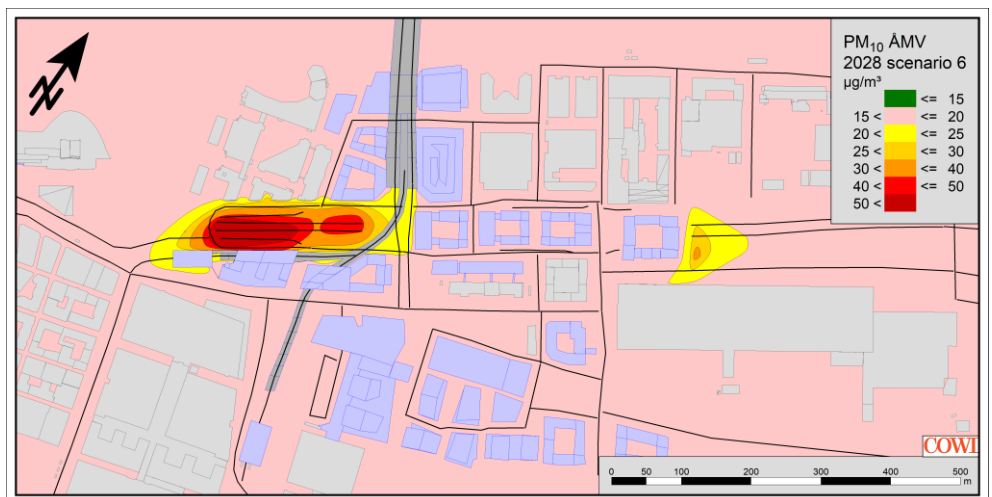 PM₁₀ ÅMV
2028 scenario 6
µg/m³
<= 15
15 < <= 20
20 < <= 25
25 < <= 30
30 < <= 40
40 < <= 50
50 <
N
COWI
0 50 100 200 300 400 500
m